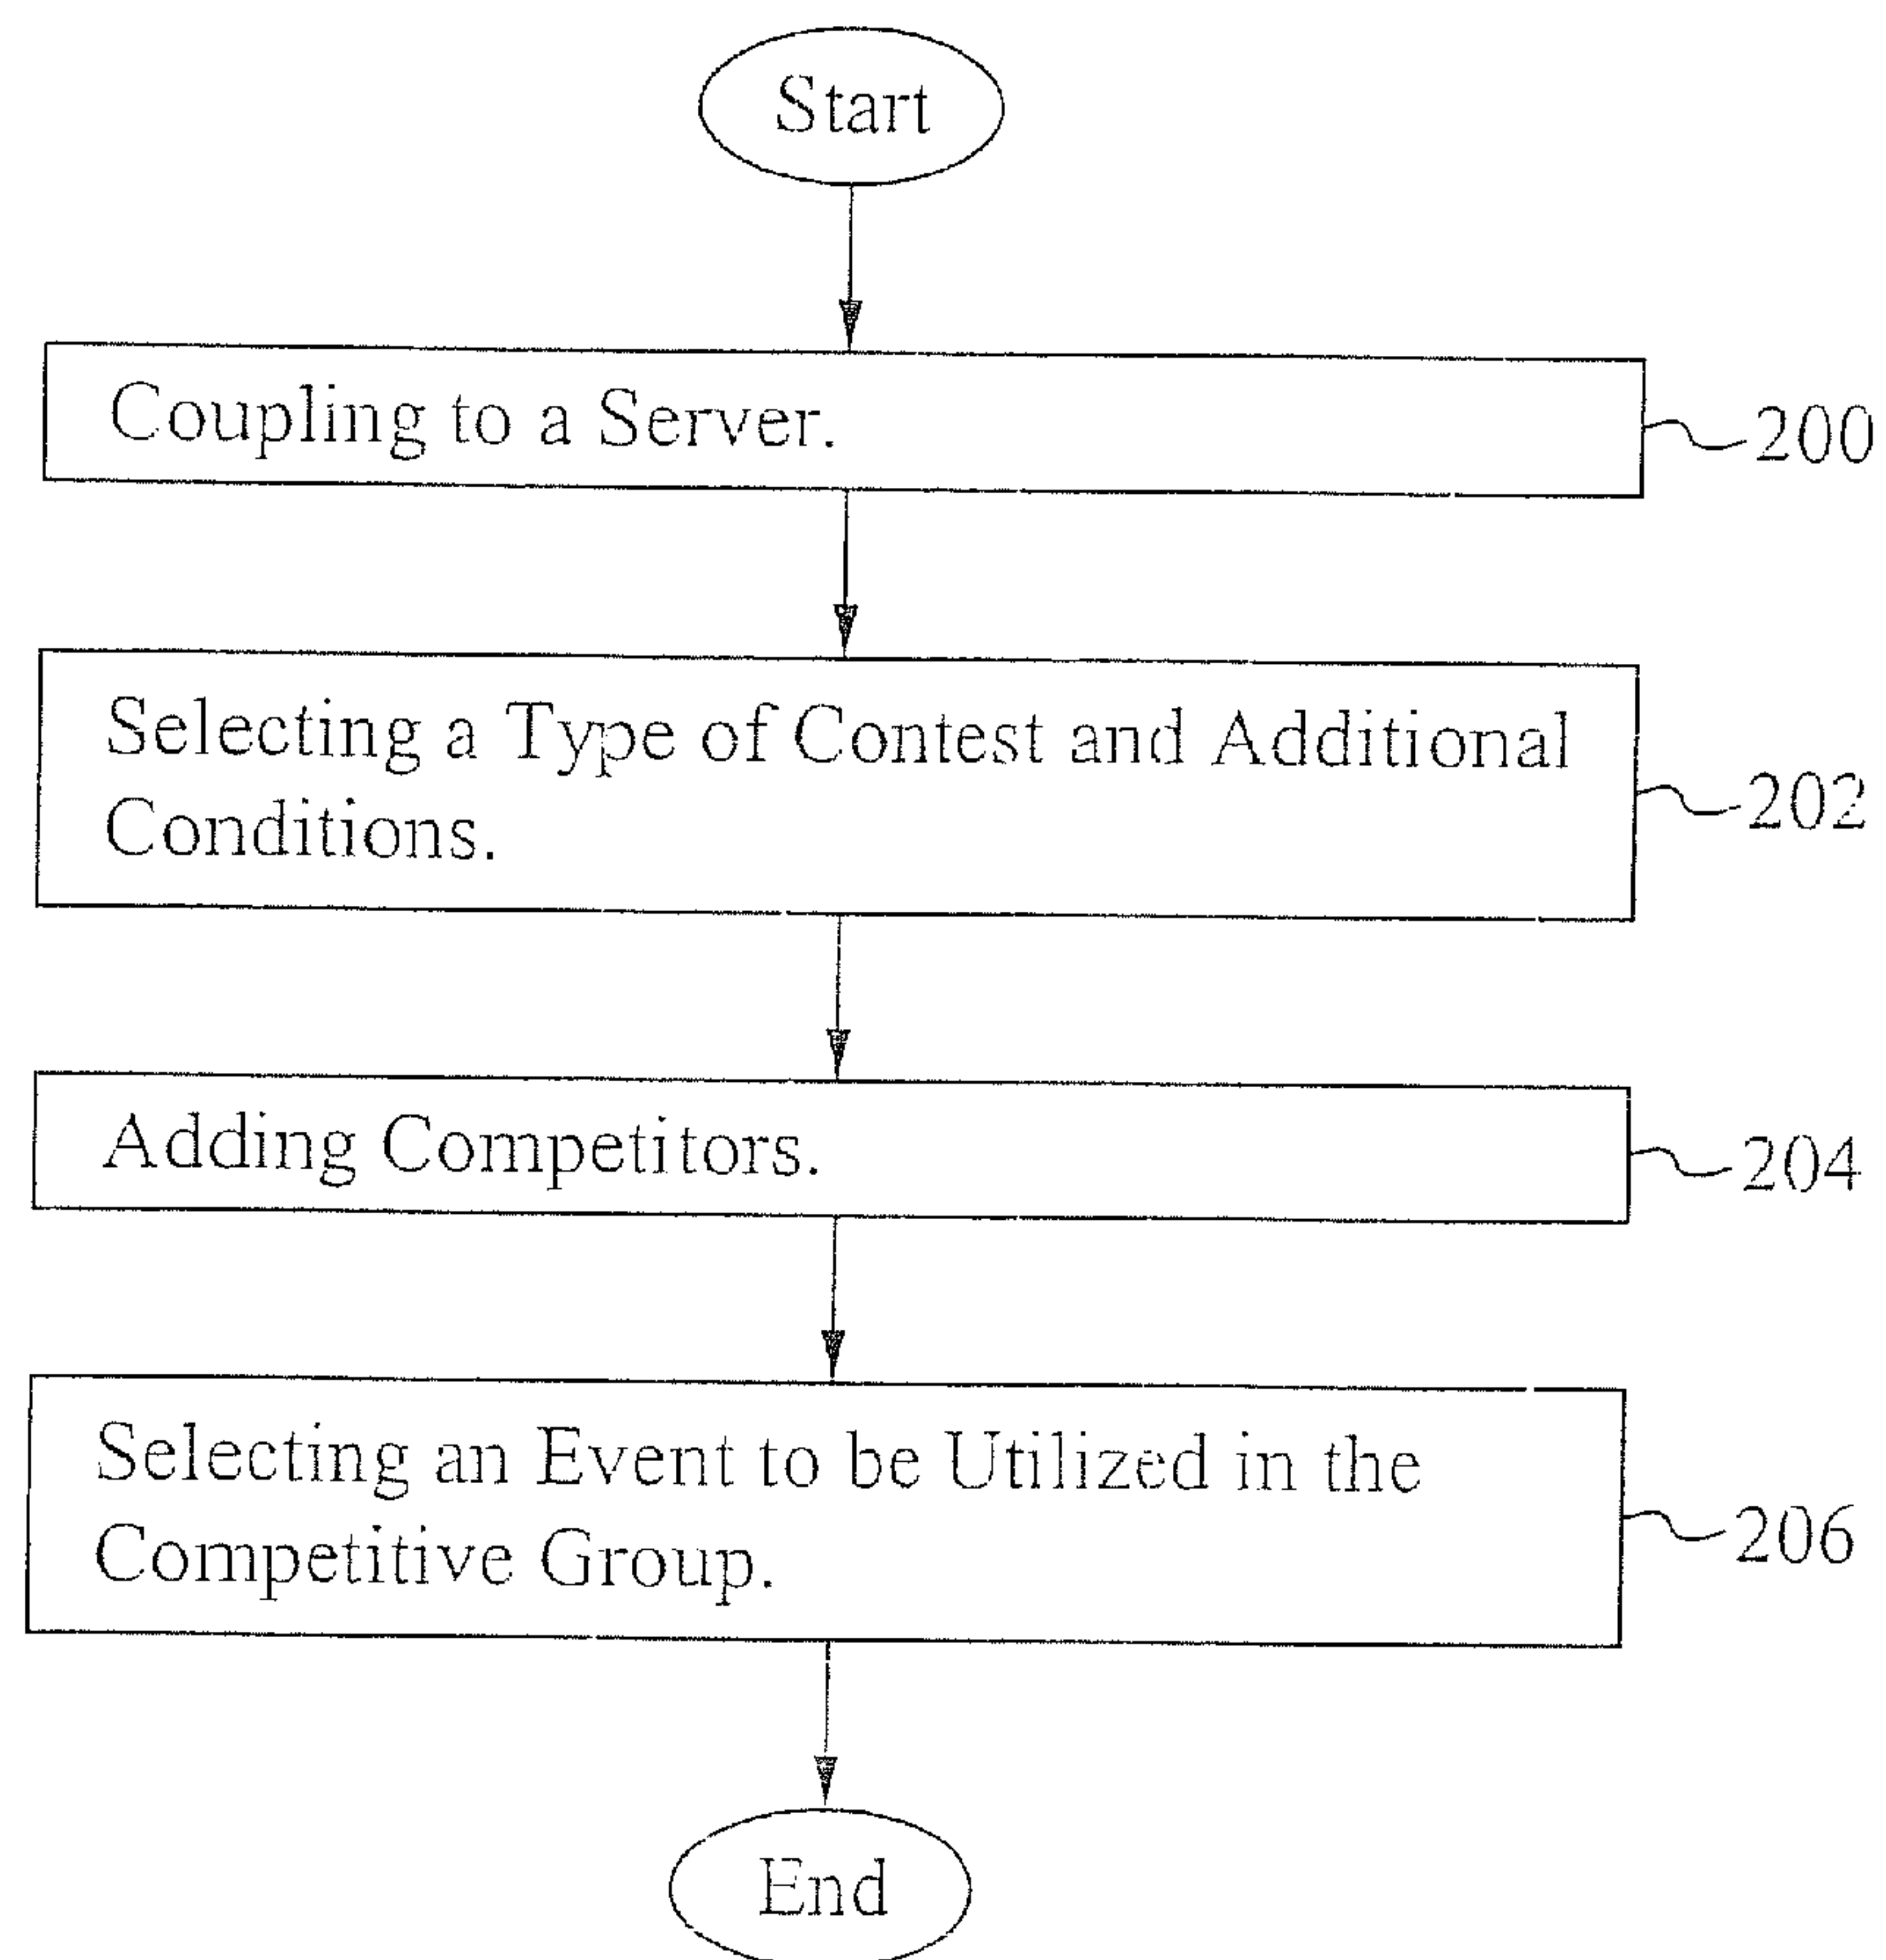 Start
Coupling to a Server.
200
Selecting a Type of Contest and Additional
Conditions.
202
Adding Competitors.
204
Selecting an Event to be Utilized in the
Competitive Group.
206
End